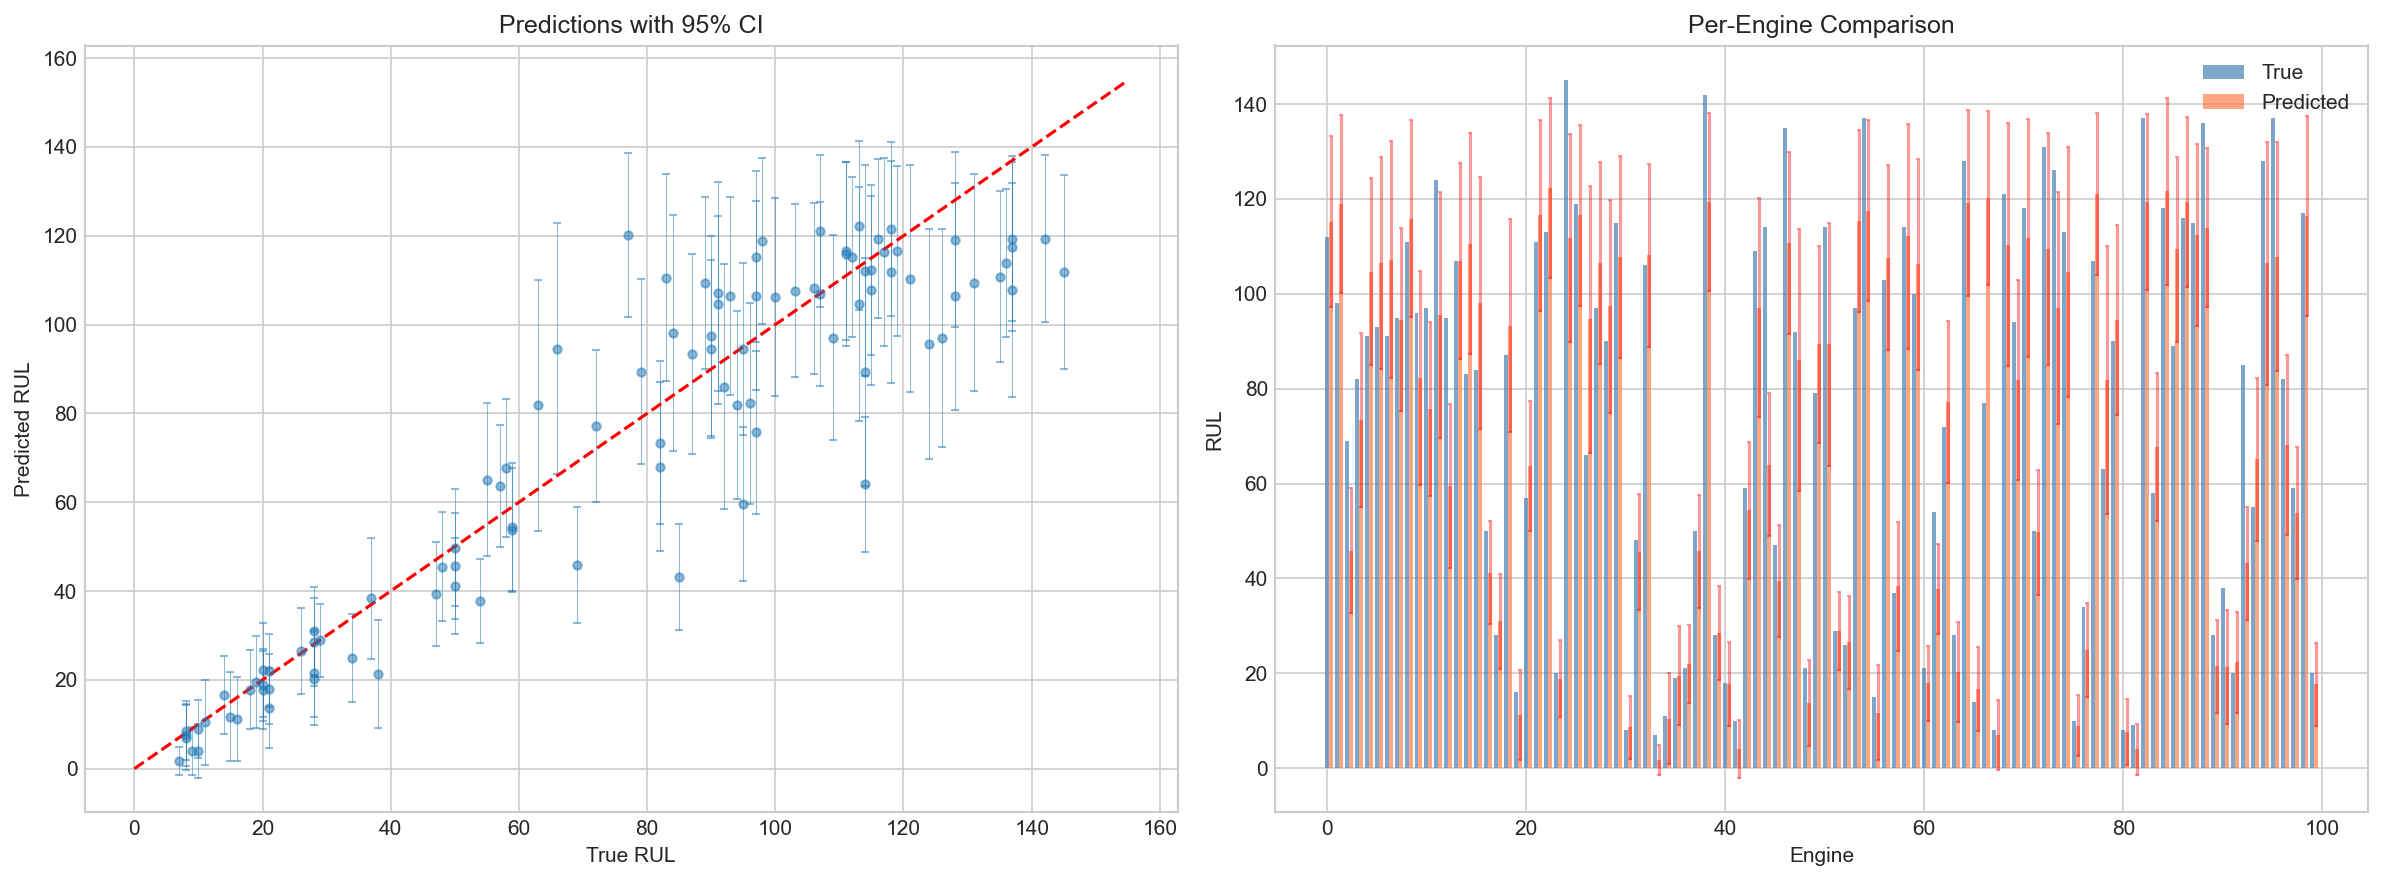 Predictions with 95% CI
160
140
120
100
80
60
40
20
0
Predicted RUL
0 20 40 60 80 100 120 140 160
True RUL
Per-Engine Comparison
True
Predicted
140
120
100
80
60
40
20
0
RUL
0 20 40 60 80 100
Engine